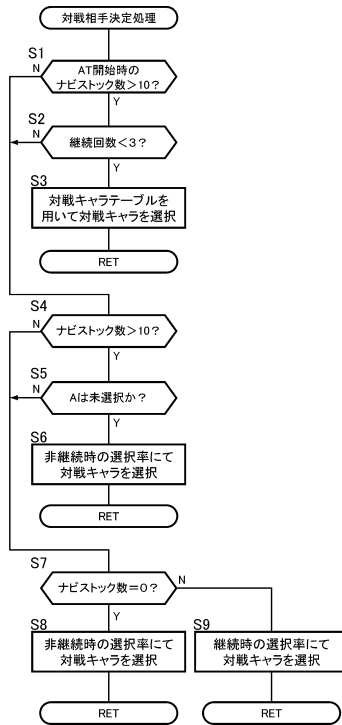 対戦相手決定処理
S1
N
AT開始時の
ナビストック数>10?
Y
S2
N
継続回数<3?
Y
S3
対戦キャラテーブルを
用いて対戦キャラを選択
RET
S4
N
ナビストック数>10?
Y
S5
N
Aは未選択か?
Y
S6
非継続時の選択率にて
対戦キャラを選択
RET
S7
ナビストック数=0?
N
Y
S8
非継続時の選択率にて
対戦キャラを選択
RET
S9
継続時の選択率にて
対戦キャラを選択
RET